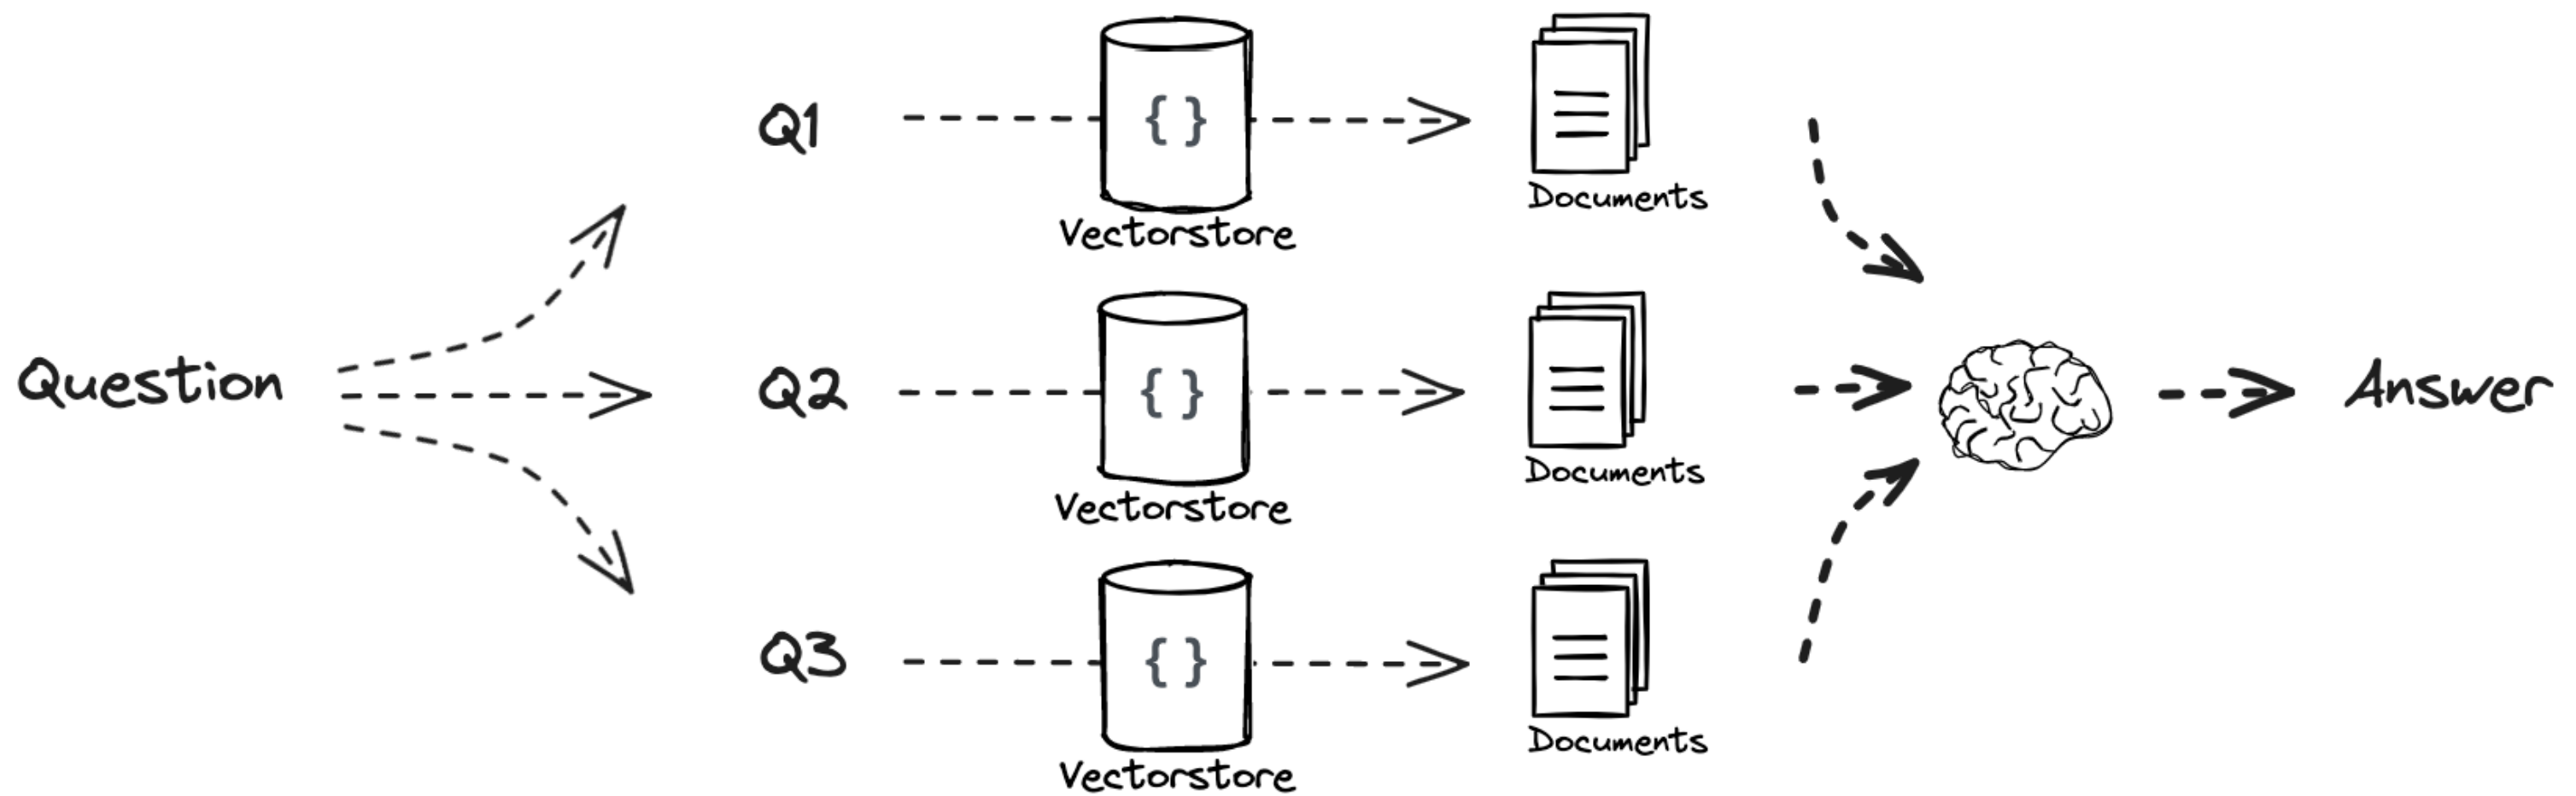 Question
Q1
{ }
Vectorstore
Documents
Q2
{ }
Vectorstore
Documents
Q3
{ }
Vectorstore
Documents
Answer